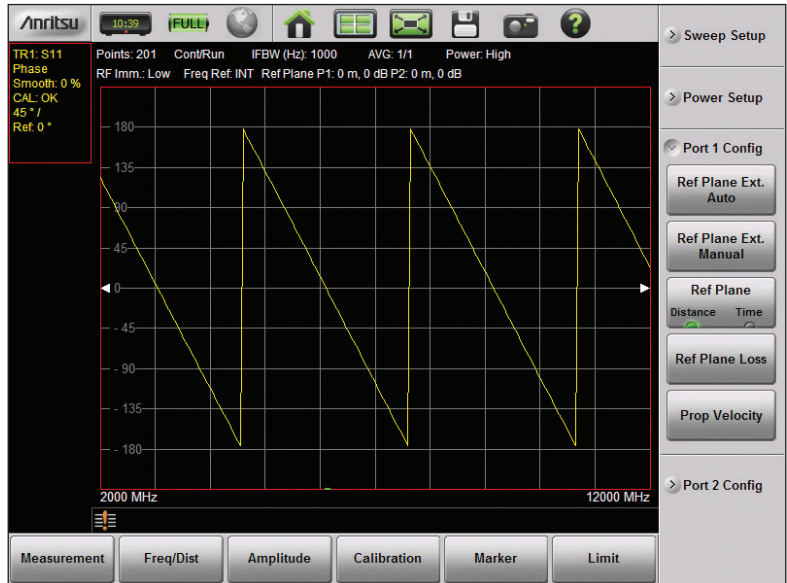 Anritsu
10:39
FULL
?
TR1: S11
Phase
Smooth: 0 %
CAL: OK
45 ° /
Ref: 0 °
Points: 201 Cont/Run IFBW (Hz): 1000 AVG: 1/1 Power: High
RF Imm.: Low Freq Ref: INT Ref Plane P1: 0 m, 0 dB P2: 0 m, 0 dB
180
135
90
45
0
- 45
- 90
- 135
- 180
2000 MHz
12000 MHz
Sweep Setup
Power Setup
Port 1 Config
Ref Plane Ext.
Auto
Ref Plane Ext.
Manual
Ref Plane
Distance Time
Ref Plane Loss
Prop Velocity
Port 2 Config
Measurement
Freq/Dist
Amplitude
Calibration
Marker
Limit